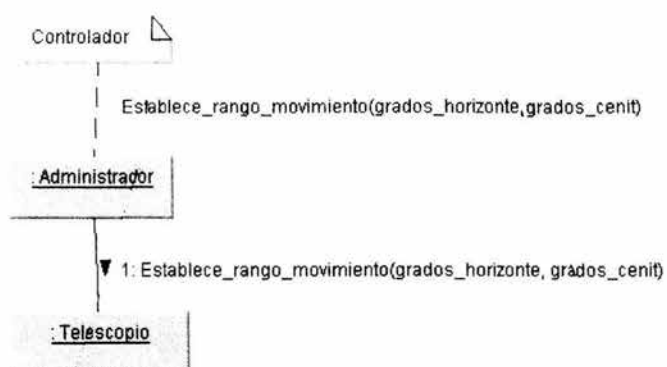 Controlador
Establece_rango_movimiento(grados_horizonte,grados_cenit)
: Administrador
1: Establece_rango_movimiento(grados_horizonte, grados_cenit)
: Telescopio